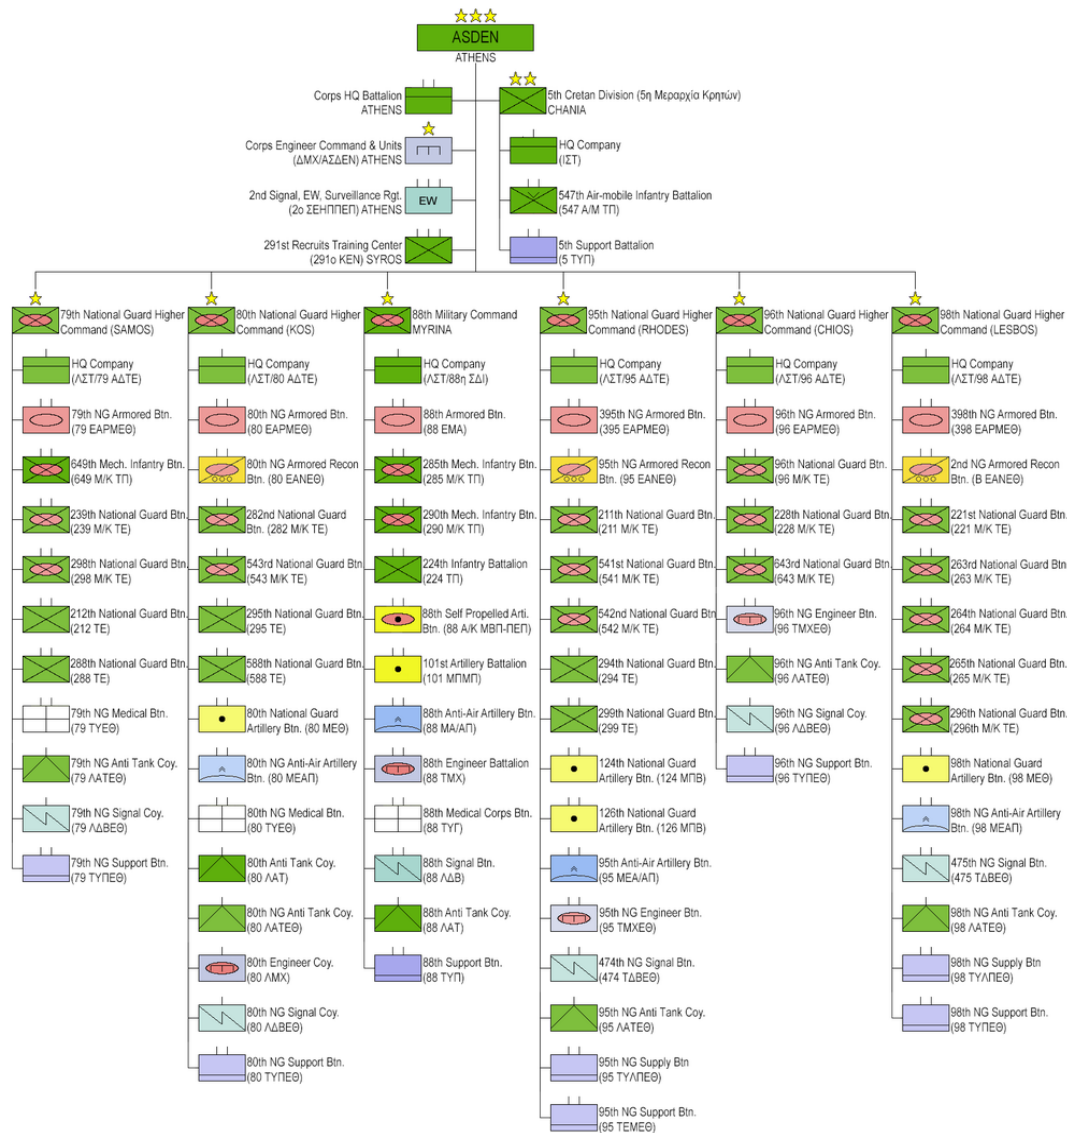 ASDEN
ATHENS
Corps HQ Battalion
ATHENS
5th Cretan Division (5η Μεραρχία Κρητών)
CHANIA
Corps Engineer Command & Units
(ΔΜΧ/ΑΣΔΕΝ) ATHENS
HQ Company
(ΙΣΤ)
2nd Signal, EW, Surveillance Rgt.
(2ο ΣΕΗΠΠΕΠ) ATHENS
EW
547th Air-mobile Infantry Battalion
(547 Α/Μ ΤΠ)
291st Recruits Training Center
(291ο ΚΕΝ) SYROS
5th Support Battalion
(5 ΤΥΠ)
79th National Guard Higher
Command (SAMOS)
HQ Company
(ΛΣΤ/79 ΑΔΤΕ)
79th NG Armored Btn.
(79 ΕΑΡΜΕΘ)
649th Mech. Infantry Btn.
(649 Μ/Κ ΤΠ)
239th National Guard Btn.
(239 Μ/Κ ΤΕ)
298th National Guard Btn.
(298 Μ/Κ ΤΕ)
212th National Guard Btn.
(212 ΤΕ)
288th National Guard Btn.
(288 ΤΕ)
79th NG Medical Btn.
(79 ΤΥΕΘ)
79th NG Anti Tank Coy.
(79 ΛΑΤΕΘ)
79th NG Signal Coy.
(79 ΛΔΒΕΘ)
79th NG Support Btn.
(79 ΤΥΠΕΘ)
80th National Guard Higher
Command (KOS)
HQ Company
(ΛΣΤ/80 ΑΔΤΕ)
80th NG Armored Btn.
(80 ΕΑΡΜΕΘ)
80th NG Armored Recon
Btn. (80 ΕΑΝΕΘ)
282nd National Guard
Btn. (282 Μ/Κ ΤΕ)
543rd National Guard Btn.
(543 Μ/Κ ΤΕ)
295th National Guard Btn.
(295 ΤΕ)
588th National Guard Btn.
(588 ΤΕ)
80th National Guard
Artillery Btn. (80 ΜΕΘ)
80th NG Anti-Air Artillery
Btn. (80 ΜΕΑΠ)
80th NG Medical Btn.
(80 ΤΥΕΘ)
80th Anti Tank Coy.
(80 ΛΑΤ)
80th NG Anti Tank Coy.
(80 ΛΑΤΕΘ)
80th Engineer Coy.
(80 ΛΜΧ)
80th NG Signal Coy.
(80 ΛΔΒΕΘ)
80th NG Support Btn.
(80 ΤΥΠΕΘ)
88th Military Command
MYRINA
HQ Company
(ΛΣΤ/88η ΣΔΙ)
88th Armored Btn.
(88 ΕΜΑ)
285th Mech. Infantry Btn.
(285 Μ/Κ ΤΠ)
290th Mech. Infantry Btn.
(290 Μ/Κ ΤΠ)
224th Infantry Battalion
(224 ΤΠ)
88th Self Propelled Arti.
Btn. (88 Α/Κ ΜΒΠ-ΠΕΠ)
101st Artillery Battalion
(101 ΜΠΜΠ)
88th Anti-Air Artillery Btn.
(88 ΜΑ/ΑΠ)
88th Engineer Battalion
(88 ΤΜΧ)
88th Medical Corps Btn.
(88 ΤΥΓ)
88th Signal Btn.
(88 ΛΔΒ)
88th Anti Tank Coy.
(88 ΛΑΤ)
88th Support Btn.
(88 ΤΥΠ)
95th National Guard Higher
Command (RHODES)
HQ Company
(ΛΣΤ/95 ΑΔΤΕ)
395th NG Armored Btn.
(395 ΕΑΡΜΕΘ)
95th NG Armored Recon
Btn. (95 ΕΑΝΕΘ)
211th National Guard Btn.
(211 Μ/Κ ΤΕ)
541st National Guard Btn.
(541 Μ/Κ ΤΕ)
542nd National Guard Btn.
(542 Μ/Κ ΤΕ)
294th National Guard Btn.
(294 ΤΕ)
299th National Guard Btn.
(299 ΤΕ)
124th National Guard
Artillery Btn. (124 ΜΠΒ)
126th National Guard
Artillery Btn. (126 ΜΠΒ)
95th Anti-Air Artillery Btn.
(95 ΜΕΑ/ΑΠ)
95th NG Engineer Btn.
(95 ΤΜΧΕΘ)
474th NG Signal Btn.
(474 ΤΔΒΕΘ)
95th NG Anti Tank Coy.
(95 ΛΑΤΕΘ)
95th NG Supply Btn
(95 ΤΥΛΠΕΘ)
95th NG Support Btn.
(95 ΤΕΜΕΘ)
96th National Guard Higher
Command (CHIOS)
HQ Company
(ΛΣΤ/96 ΑΔΤΕ)
96th NG Armored Btn.
(96 ΕΑΡΜΕΘ)
96th National Guard Btn.
(96 Μ/Κ ΤΕ)
228th National Guard Btn.
(228 Μ/Κ ΤΕ)
643rd National Guard Btn.
(643 Μ/Κ ΤΕ)
96th NG Engineer Btn.
(96 ΤΜΧΕΘ)
96th NG Anti Tank Coy.
(96 ΛΑΤΕΘ)
96th NG Signal Coy.
(96 ΛΔΒΕΘ)
96th NG Support Btn.
(96 ΤΥΠΕΘ)
98th National Guard Higher
Command (LESBOS)
HQ Company
(ΛΣΤ/98 ΑΔΤΕ)
398th NG Armored Btn.
(398 ΕΑΡΜΕΘ)
2nd NG Armored Recon
Btn. (Β ΕΑΝΕΘ)
221st National Guard Btn.
(221 Μ/Κ ΤΕ)
263rd National Guard Btn.
(263 Μ/Κ ΤΕ)
264th National Guard Btn.
(264 Μ/Κ ΤΕ)
265th National Guard Btn.
(265 Μ/Κ ΤΕ)
296th National Guard Btn.
(296th Μ/Κ ΤΕ)
98th National Guard
Artillery Btn. (98 ΜΕΘ)
98th NG Anti-Air Artillery
Btn. (98 ΜΕΑΠ)
475th NG Signal Btn.
(475 ΤΔΒΕΘ)
98th NG Anti Tank Coy.
(98 ΛΑΤΕΘ)
98th NG Supply Btn
(98 ΤΥΛΠΕΘ)
98th NG Support Btn.
(98 ΤΥΠΕΘ)